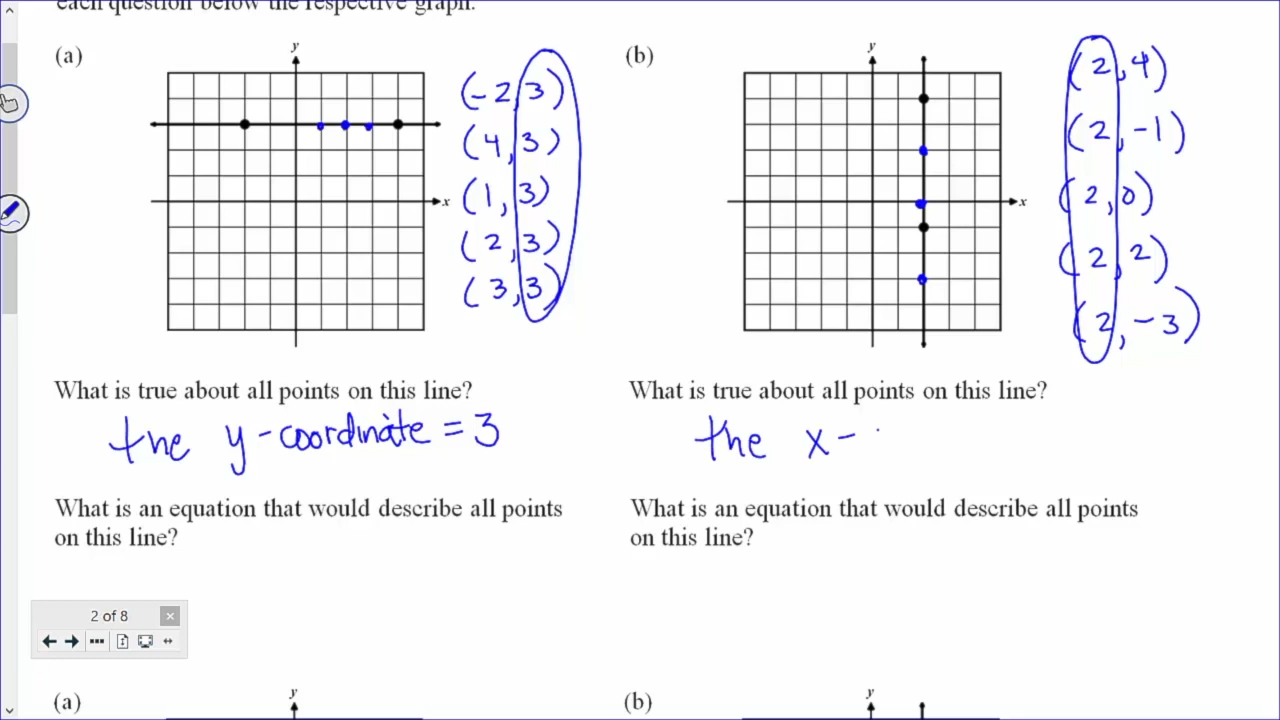 each question below the respective graph.
(a)
y
x
(-2,3)
(4,3)
(1,3)
(2,3)
(3,3)
What is true about all points on this line?
the y-coordinate = 3
What is an equation that would describe all points
on this line?
(b)
y
x
(2,4)
(2,-1)
(2,0)
(2,2)
(2,-3)
What is true about all points on this line?
the x-
What is an equation that would describe all points
on this line?
2 of 8
(a)
y
(b)
y